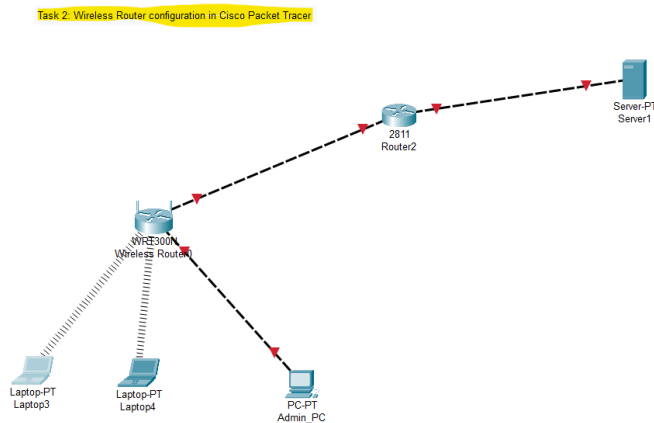 Task 2: Wireless Router configuration in Cisco Packet Tracer
Server-PT
Server1
2811
Router2
WRT300N
Wireless Router0
Laptop-PT
Laptop3
Laptop-PT
Laptop4
PC-PT
Admin_PC